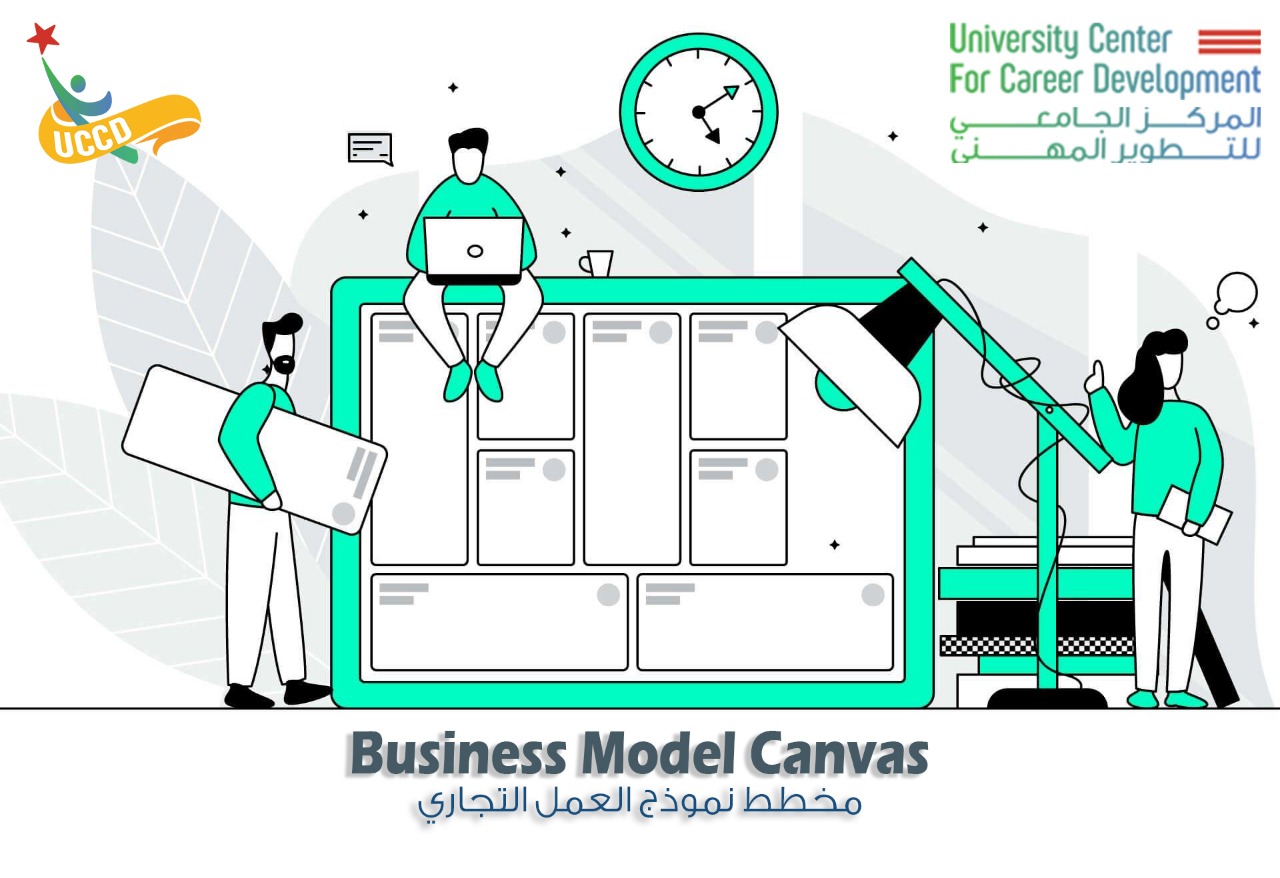 UCCD
University Center
For Career Development
المركز الجامعي
للتطوير المهني
Business Model Canvas
مخطط نموذج العمل التجاري